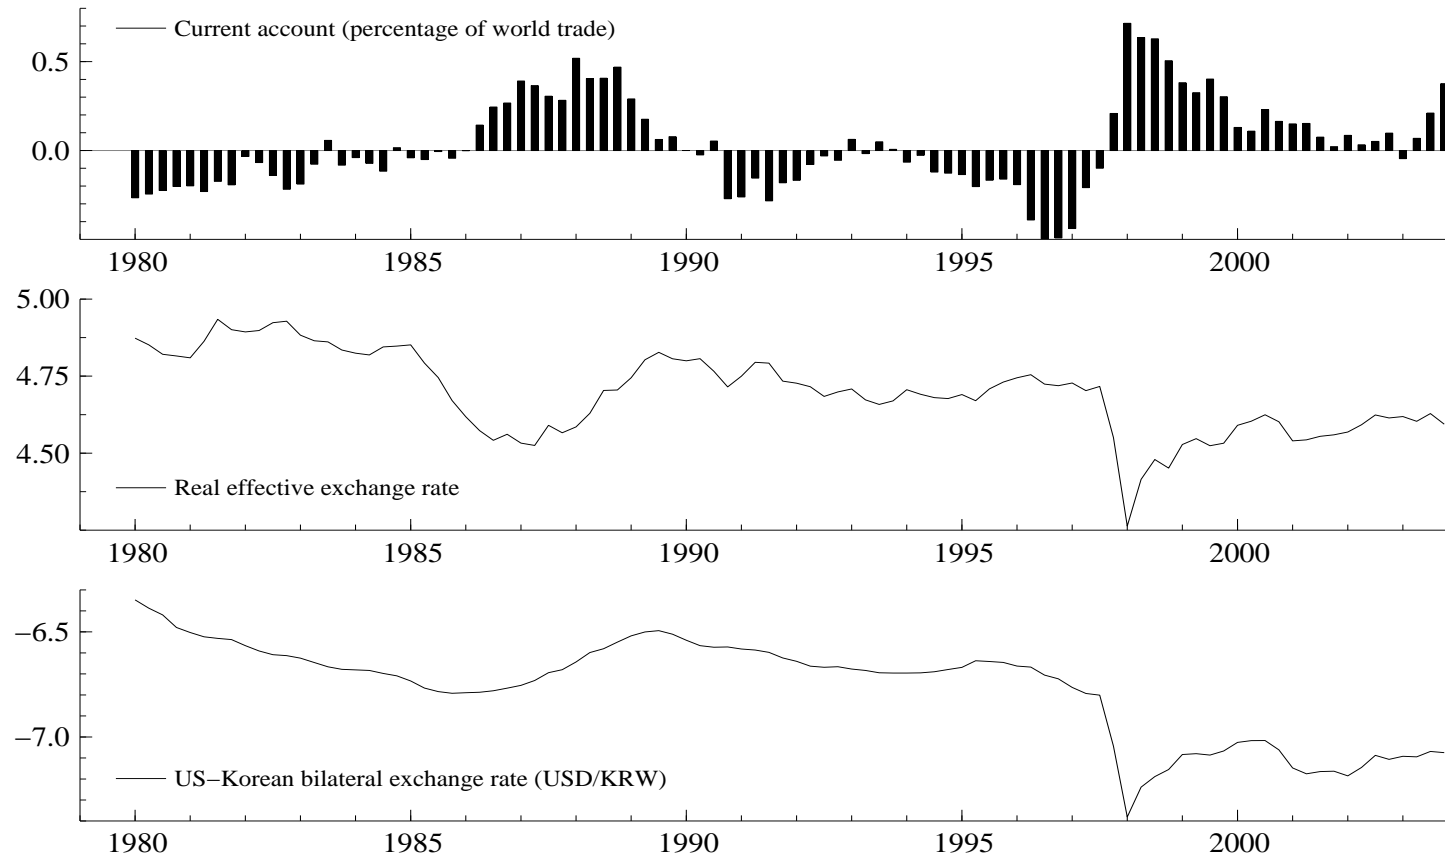 Current account (percentage of world trade)
0.5
0.0
1980 1985 1990 1995 2000
5.00
4.75
4.50
Real effective exchange rate
1980 1985 1990 1995 2000
−6.5
−7.0
US−Korean bilateral exchange rate (USD/KRW)
1980 1985 1990 1995 2000